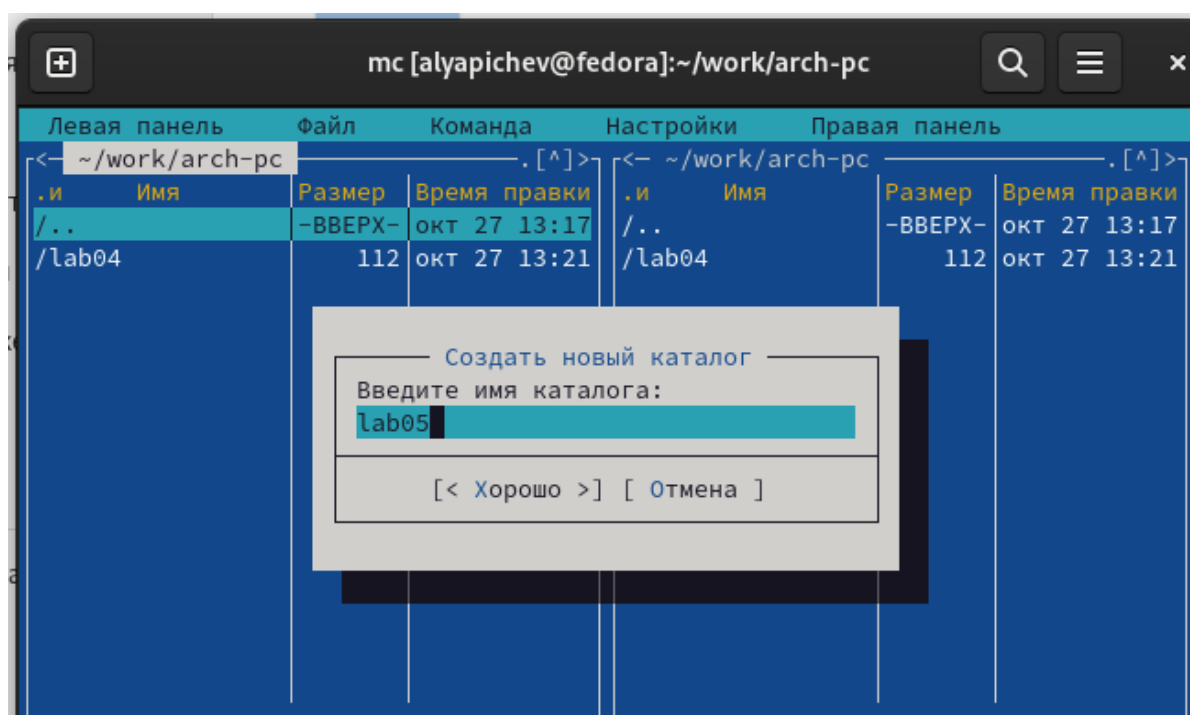 mc [alyapichev@fedora]:~/work/arch-pc
Левая панель Файл Команда Настройки Правая панель
<─ ~/work/arch-pc ─.[^]>┐┌<─ ~/work/arch-pc ─.[^]>
.и Имя Размер Время правки .и Имя Размер Время правки
/.. -ВВЕРХ- окт 27 13:17 /.. -ВВЕРХ- окт 27 13:17
/lab04 112 окт 27 13:21 /lab04 112 окт 27 13:21
Создать новый каталог
Введите имя каталога:
lab05
[< Хорошо >] [ Отмена ]